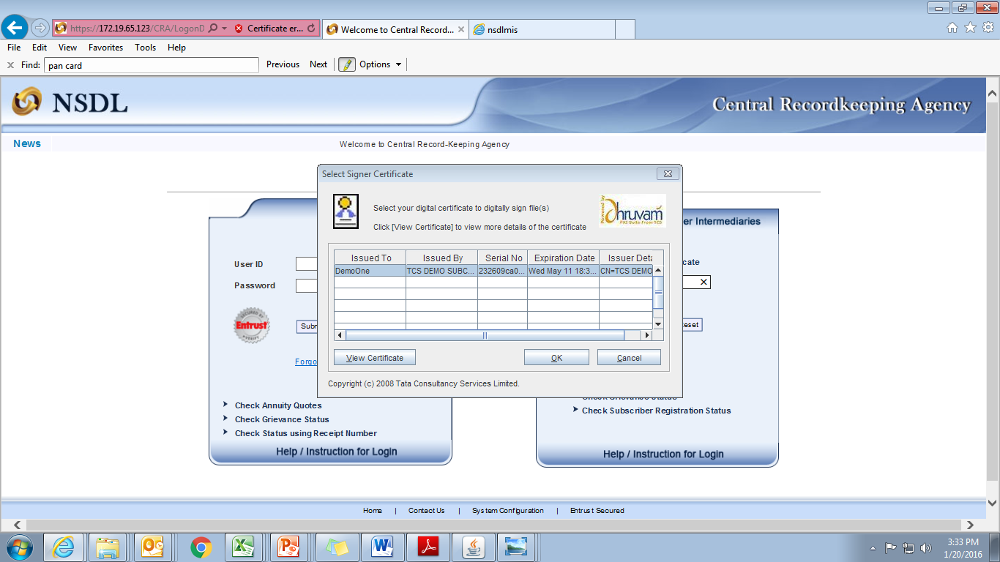 https://172.19.65.123/CRA/LogonD
Certificate er...
Welcome to Central Record...
nsdlmis
File Edit View Favorites Tools Help
Find: pan card Previous Next Options
NSDL
Central Recordkeeping Agency
News
Welcome to Central Record-Keeping Agency
Select Signer Certificate
Select your digital certificate to digitally sign file(s)
Click [View Certificate] to view more details of the certificate
Powered by
Dhruvam
PKI Suite From TCS
er Intermediaries
User ID
Password
cate
Issued To Issued By Serial No Expiration Date Issuer Deta
DemoOne TCS DEMO SUBC... 232609ca0... Wed May 11 18:3... CN=TCS DEMO
SECURED BY
Entrust
Subr
eset
View Certificate OK Cancel
Forgo
Copyright (c) 2008 Tata Consultancy Services Limited.
Check Grievance Status
Check Annuity Quotes
Check Subscriber Registration Status
Check Grievance Status
Check Status using Receipt Number
Help / Instruction for Login
Help / Instruction for Login
Home | Contact Us | System Configuration | Entrust Secured
3:33 PM
1/20/2016